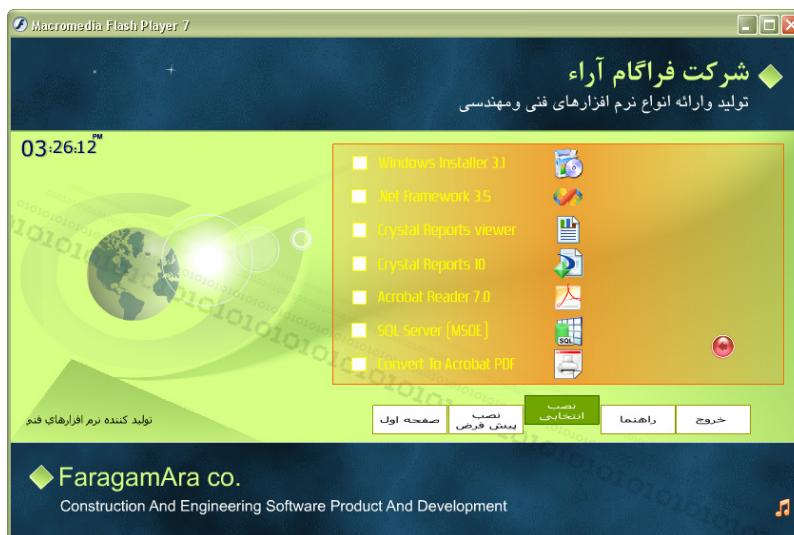 Macromedia Flash Player 7
شرکت فراگام آراء
تولید وارائه انواع نرم افزارهای فنی ومهندسی
03:26:12 PM
Windows Installer 3.1
.Net Framework 3.5
Crystal Reports viewer
Crystal Reports 10
Acrobat Reader 7.0
SQL Server (MSDE)
Convert To Acrobat PDF
SQL
تولید کننده نرم افزارهای فنی
صفحه اول
نصب
پیش فرض
نصب
انتخابی
راهنما
خروج
FaragamAra co.
Construction And Engineering Software Product And Development